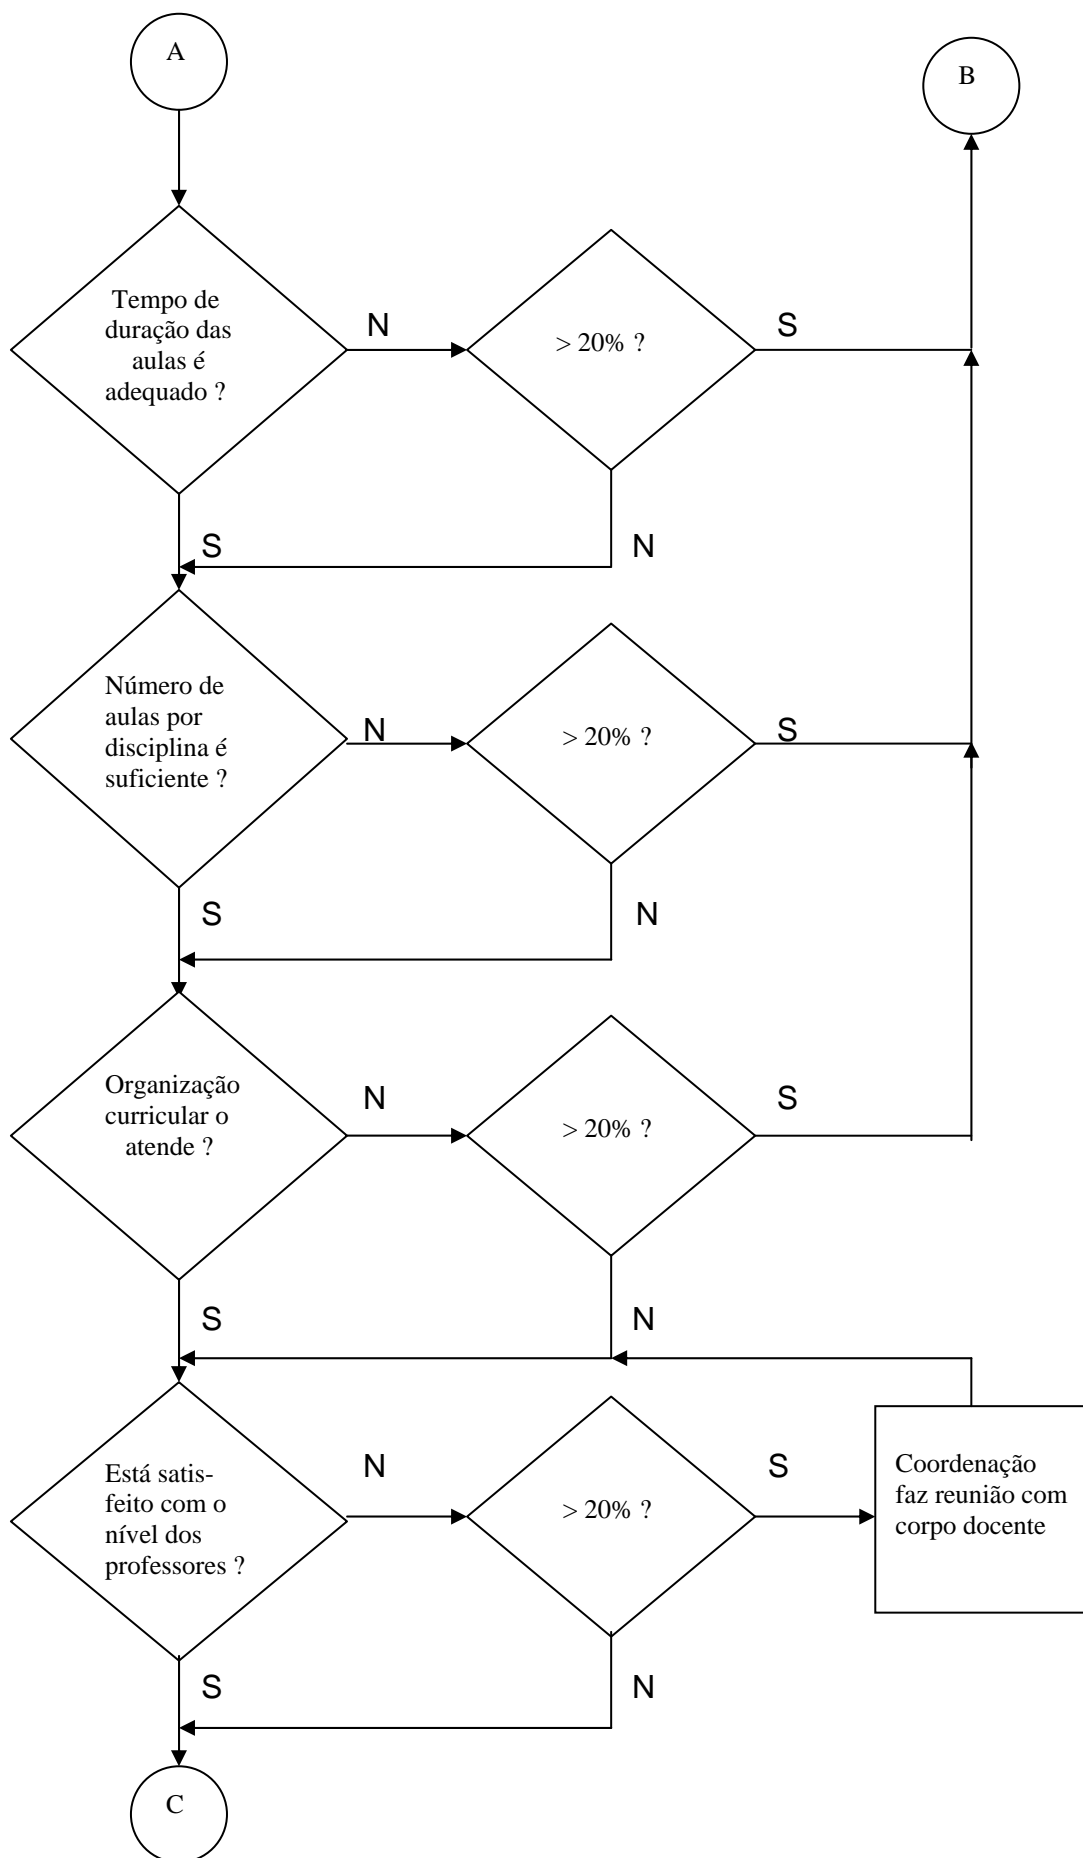 A
B
Tempo de
duração das
aulas é
adequado ?
N
> 20% ?
S
S
N
Número de
aulas por
disciplina é
suficiente ?
N
> 20% ?
S
S
N
Organização
curricular o
atende ?
N
> 20% ?
S
S
N
Está satis-
feito com o
nível dos
professores ?
N
> 20% ?
S
Coordenação
faz reunião com
corpo docente
S
N
C